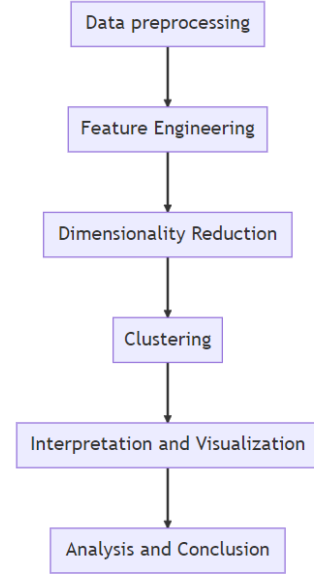 Data preprocessing
Feature Engineering
Dimensionality Reduction
Clustering
Interpretation and Visualization
Analysis and Conclusion